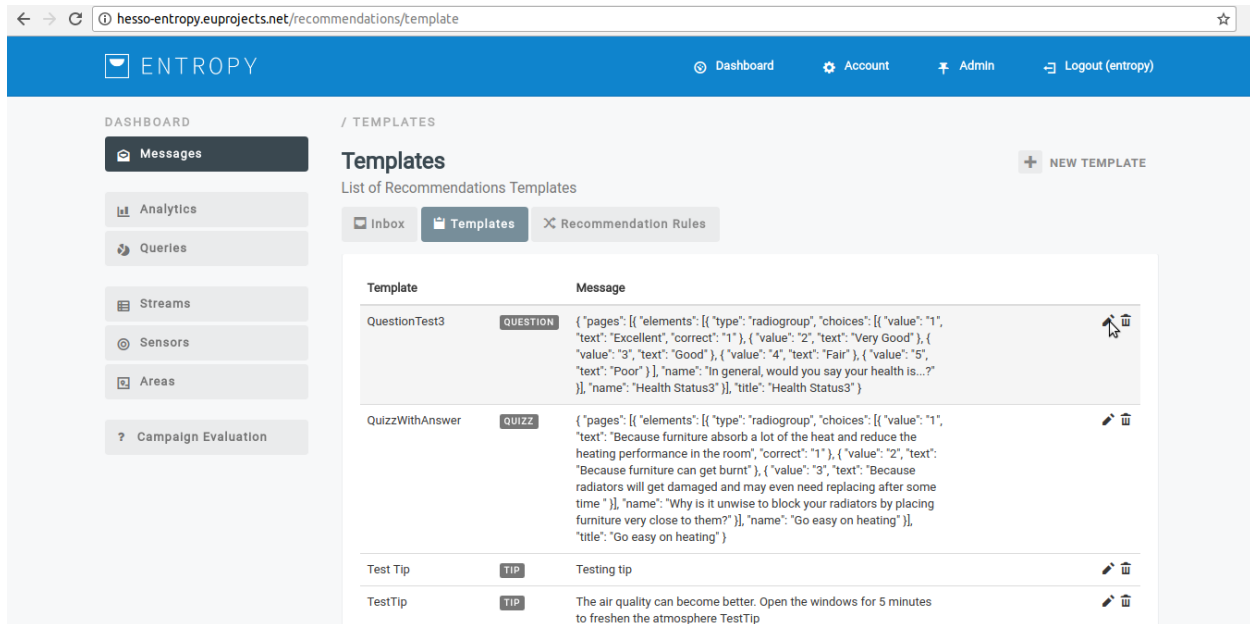 hesso-entropy.euprojects.net/recommendations/template
ENTROPY
Dashboard
Account
Admin
Logout (entropy)
DASHBOARD
Messages
Analytics
Queries
Streams
Sensors
Areas
? Campaign Evaluation
/ TEMPLATES
Templates
+ NEW TEMPLATE
List of Recommendations Templates
Inbox
Templates
Recommendation Rules
Template
Message
QuestionTest3
QUESTION
{ "pages": [{ "elements": [{ "type": "radiogroup", "choices": [{ "value": "1",
"text": "Excellent", "correct": "1" }, { "value": "2", "text": "Very Good" }, {
"value": "3", "text": "Good" }, { "value": "4", "text": "Fair" }, { "value": "5",
"text": "Poor" } ], "name": "In general, would you say your health is...?"
}], "name": "Health Status3" }], "title": "Health Status3" }
QuizzWithAnswer
QUIZZ
{ "pages": [{ "elements": [{ "type": "radiogroup", "choices": [{ "value": "1",
"text": "Because furniture absorb a lot of the heat and reduce the
heating performance in the room", "correct": "1" }, { "value": "2", "text":
"Because furniture can get burnt" }, { "value": "3", "text": "Because
radiators will get damaged and may even need replacing after some
time " }], "name": "Why is it unwise to block your radiators by placing
furniture very close to them?" }], "name": "Go easy on heating" }],
"title": "Go easy on heating" }
Test Tip
TIP
Testing tip
TestTip
TIP
The air quality can become better. Open the windows for 5 minutes
to freshen the atmosphere TestTip